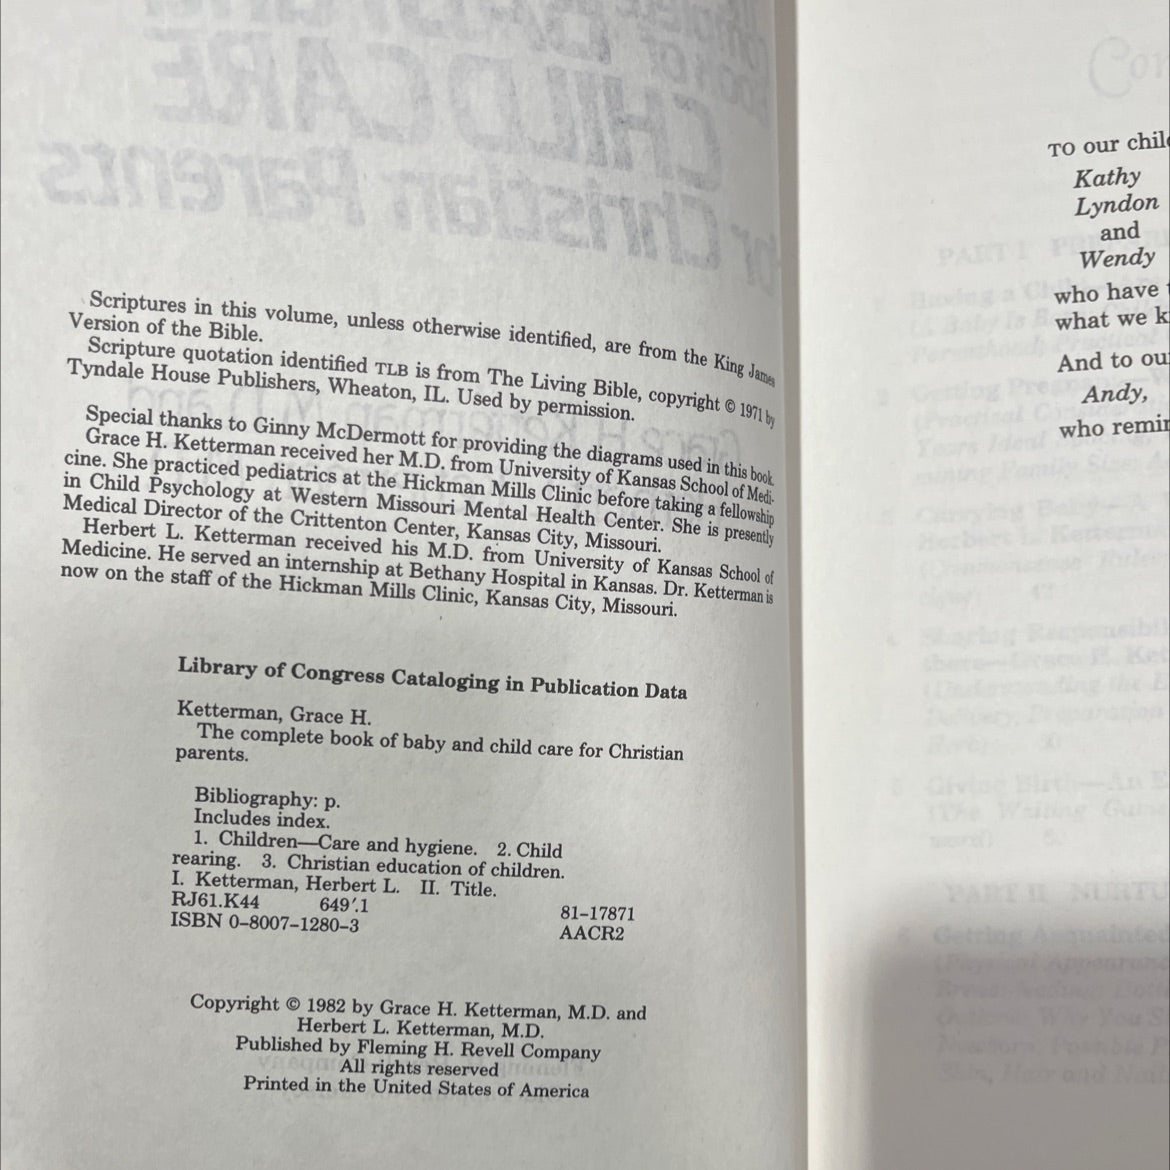 Scriptures in this volume, unless otherwise identified, are from the King James
Version of the Bible.
Scripture quotation identified TLB is from The Living Bible, copyright © 1971 by
Tyndale House Publishers, Wheaton, IL. Used by permission.
Special thanks to Ginny McDermott for providing the diagrams used in this book.
Grace H. Ketterman received her M.D. from University of Kansas School of Medi-
cine. She practiced pediatrics at the Hickman Mills Clinic before taking a fellowship
in Child Psychology at Western Missouri Mental Health Center. She is presently
Medical Director of the Crittenton Center, Kansas City, Missouri.
Herbert L. Ketterman received his M.D. from University of Kansas School of
Medicine. He served an internship at Bethany Hospital in Kansas. Dr. Ketterman is
now on the staff of the Hickman Mills Clinic, Kansas City, Missouri.
Library of Congress Cataloging in Publication Data
Ketterman, Grace H.
The complete book of baby and child care for Christian
parents.
Bibliography: p.
Includes index.
1. Children—Care and hygiene. 2. Child
rearing. 3. Christian education of children.
I. Ketterman, Herbert L. II. Title.
RJ61.K44 649′.1 81–17871
ISBN 0–8007–1280–3 AACR2
Copyright © 1982 by Grace H. Ketterman, M.D. and
Herbert L. Ketterman, M.D.
Published by Fleming H. Revell Company
All rights reserved
Printed in the United States of America
TO our chil
Kathy
Lyndon
and
Wendy
who have
what we k
And to ou
Andy,
who remin